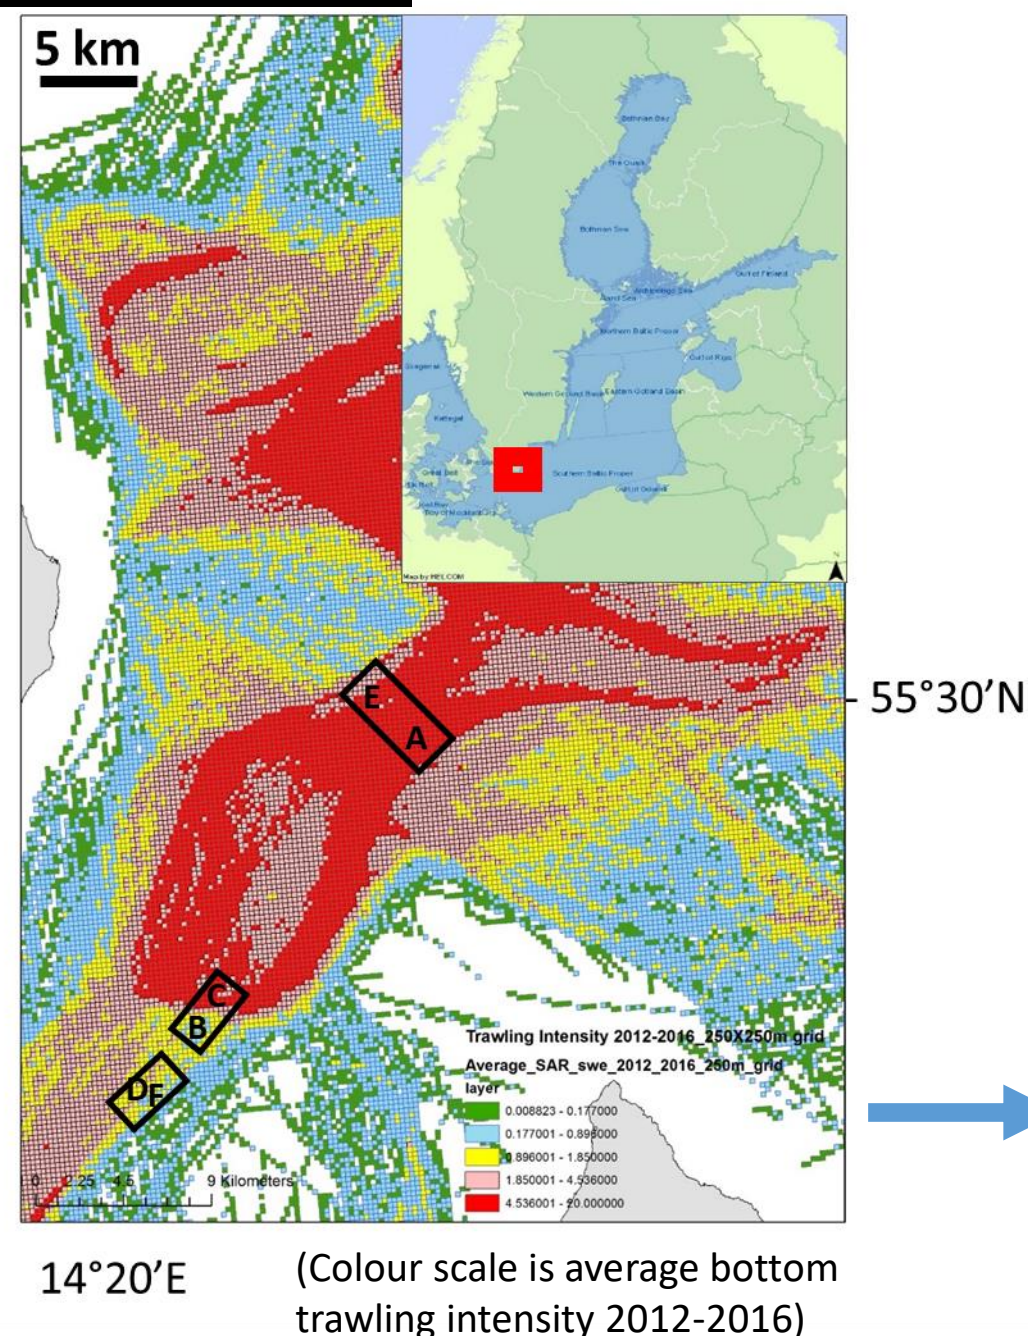 5 km
Bothnian Bay
The Quark
Bothnian Sea
Gulf of Finland
Åland Sea
Archipelago Sea
Northern Baltic Proper
Gulf of Riga
Skagerrak
Western Gotland Basin
Eastern Gotland Basin
Kattegat
Great Belt
Southern Baltic Proper
Kiel Bay
Bay of Mecklenburg
Map by: HELCOM
N
E
A
55°30’N
C
B
D
F
Trawling Intensity 2012-2016_250X250m grid
Average_SAR_swe_2012_2016_250m_grid
layer
0.008823 - 0.177000
0.177001 - 0.896000
0.896001 - 1.850000
1.850001 - 4.536000
4.536001 - 20.000000
0 2.25 4.5 9 Kilometers
14°20’E
(Colour scale is average bottom
trawling intensity 2012-2016)